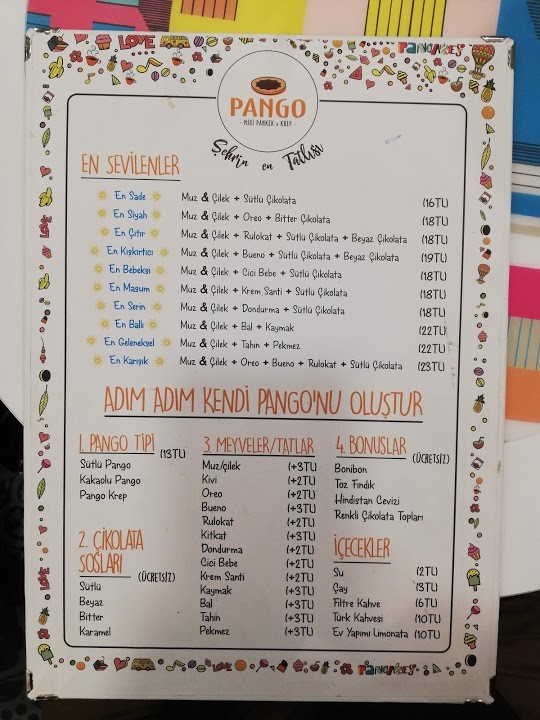 LOVE
PANCAKES
PANGO
- MİNİ PANKEK & KREP -
Şehrin en Tatlısı
EN SEVİLENLER
En Sade Muz & Çilek + Sütlü Çikolata (16TL)
En Siyah Muz & Çilek + Oreo + Bitter Çikolata (18TL)
En Çıtır Muz & Çilek + Rulokat + Sütlü Çikolata + Beyaz Çikolata (18TL)
En Kışkırtıcı Muz & Çilek + Bueno + Sütlü Çikolata + Beyaz Çikolata (19TL)
En Bebeksi Muz & Çilek + Cici Bebe + Sütlü Çikolata (18TL)
En Masum Muz & Çilek + Krem Santi + Sütlü Çikolata (18TL)
En Serin Muz & Çilek + Dondurma + Sütlü Çikolata (18TL)
En Ballı Muz & Çilek + Bal + Kaymak (22TL)
En Geleneksel Muz & Çilek + Tahin + Pekmez (22TL)
En Karışık Muz & Çilek + Oreo + Bueno + Rulokat + Sütlü Çikolata (23TL)
ADIM ADIM KENDİ PANGO'NU OLUŞTUR
1. PANGO TİPİ (13TL)
Sütlü Pango
Kakaolu Pango
Pango Krep
2. ÇİKOLATA
SOSLARI (ÜCRETSİZ)
Sütlü
Beyaz
Bitter
Karamel
3. MEYVELER/TATLAR
Muz/çilek (+3TL)
Kivi (+2TL)
Oreo (+2TL)
Bueno (+3TL)
Rulokat (+2TL)
Kitkat (+3TL)
Dondurma (+2TL)
Cici Bebe (+2TL)
Krem Santi (+2TL)
Kaymak (+3TL)
Bal (+3TL)
Tahin (+3TL)
Pekmez (+3TL)
4. BONUSLAR (ÜCRETSİZ)
Bonibon
Toz Fındık
Hindistan Cevizi
Renkli Çikolata Topları
İÇECEKLER
Su (2TL)
Çay (3TL)
Filtre Kahve (6TL)
Türk Kahvesi (10TL)
Ev Yapımı Limonata (10TL)
LOVE
PANCAKES